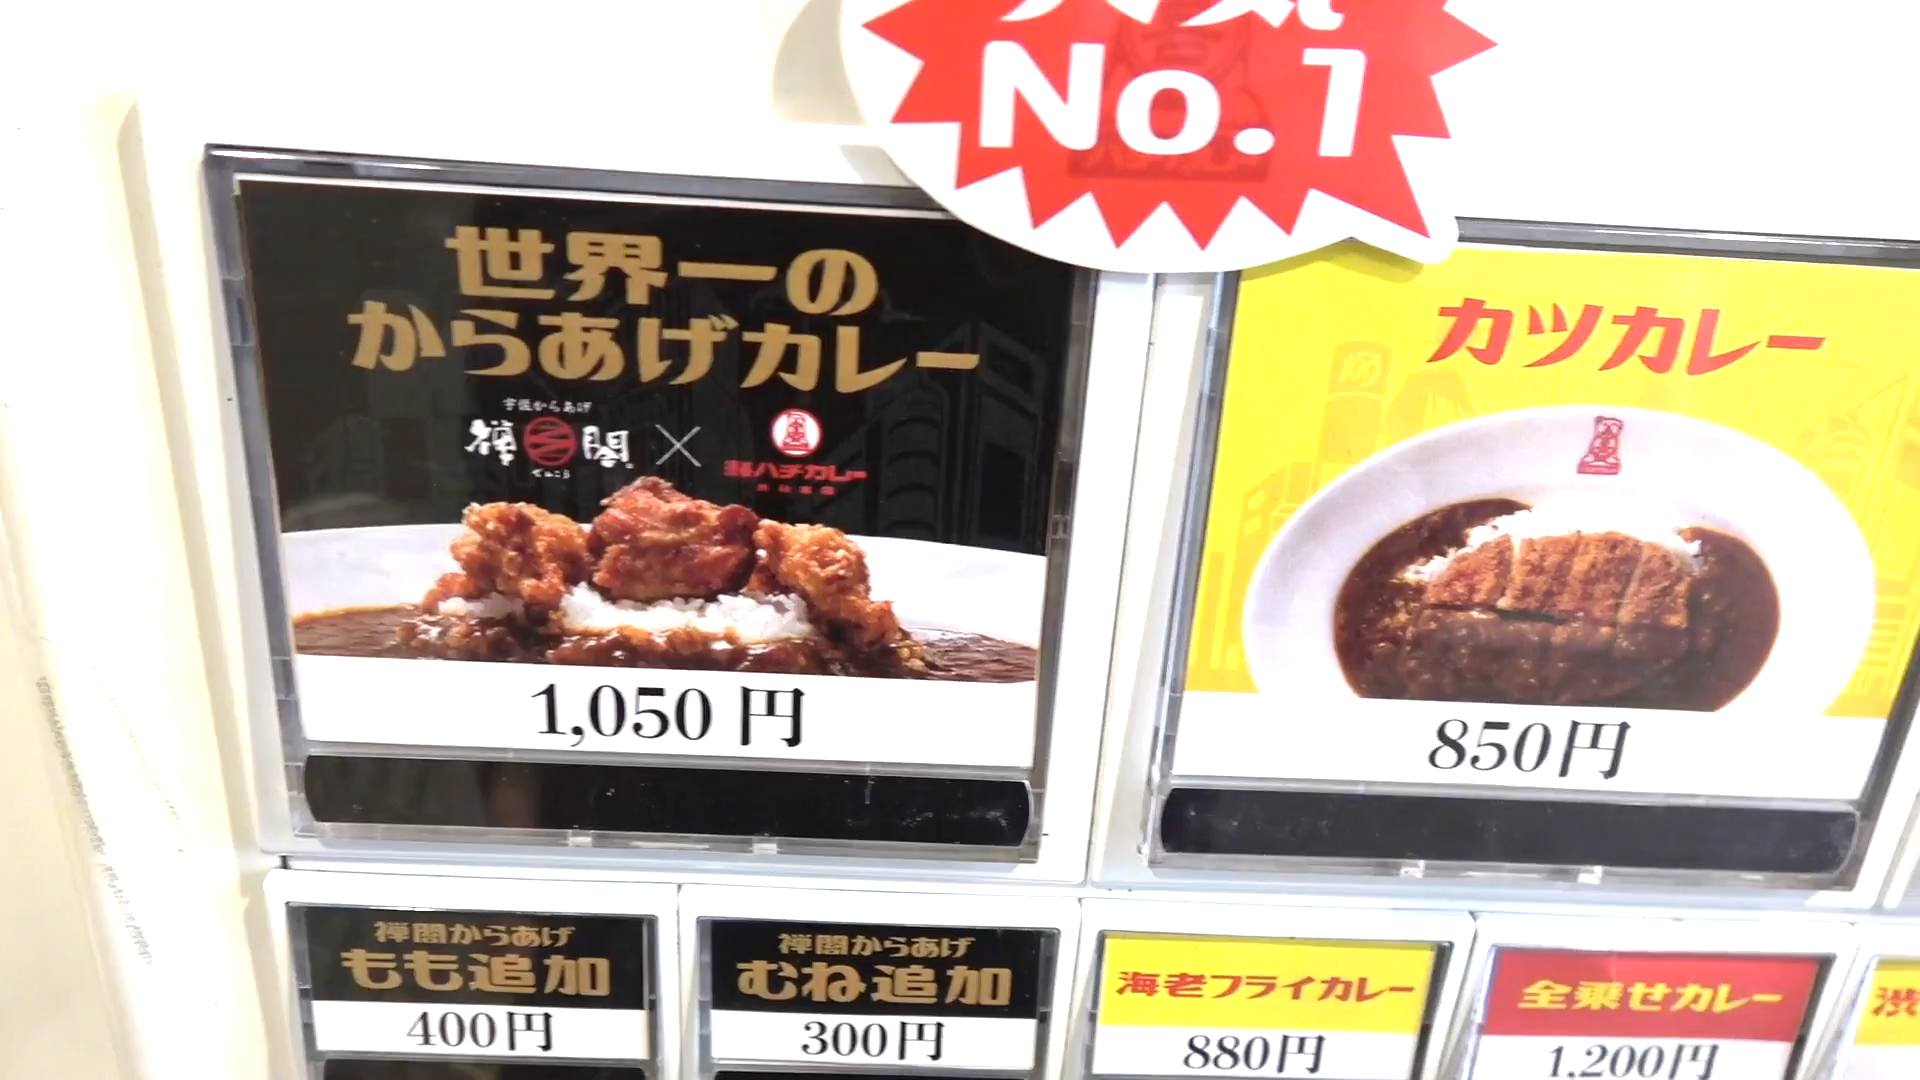 人気
No.1
世界一の
からあげカレー
宇佐からあげ
禅閤
ぜんこう
×
ハチカレー
1,050 円
カツカレー
850円
禅閤からあげ
もも追加
400円
禅閤からあげ
むね追加
300円
海老フライカレー
880円
全乗せカレー
1,200円
渋